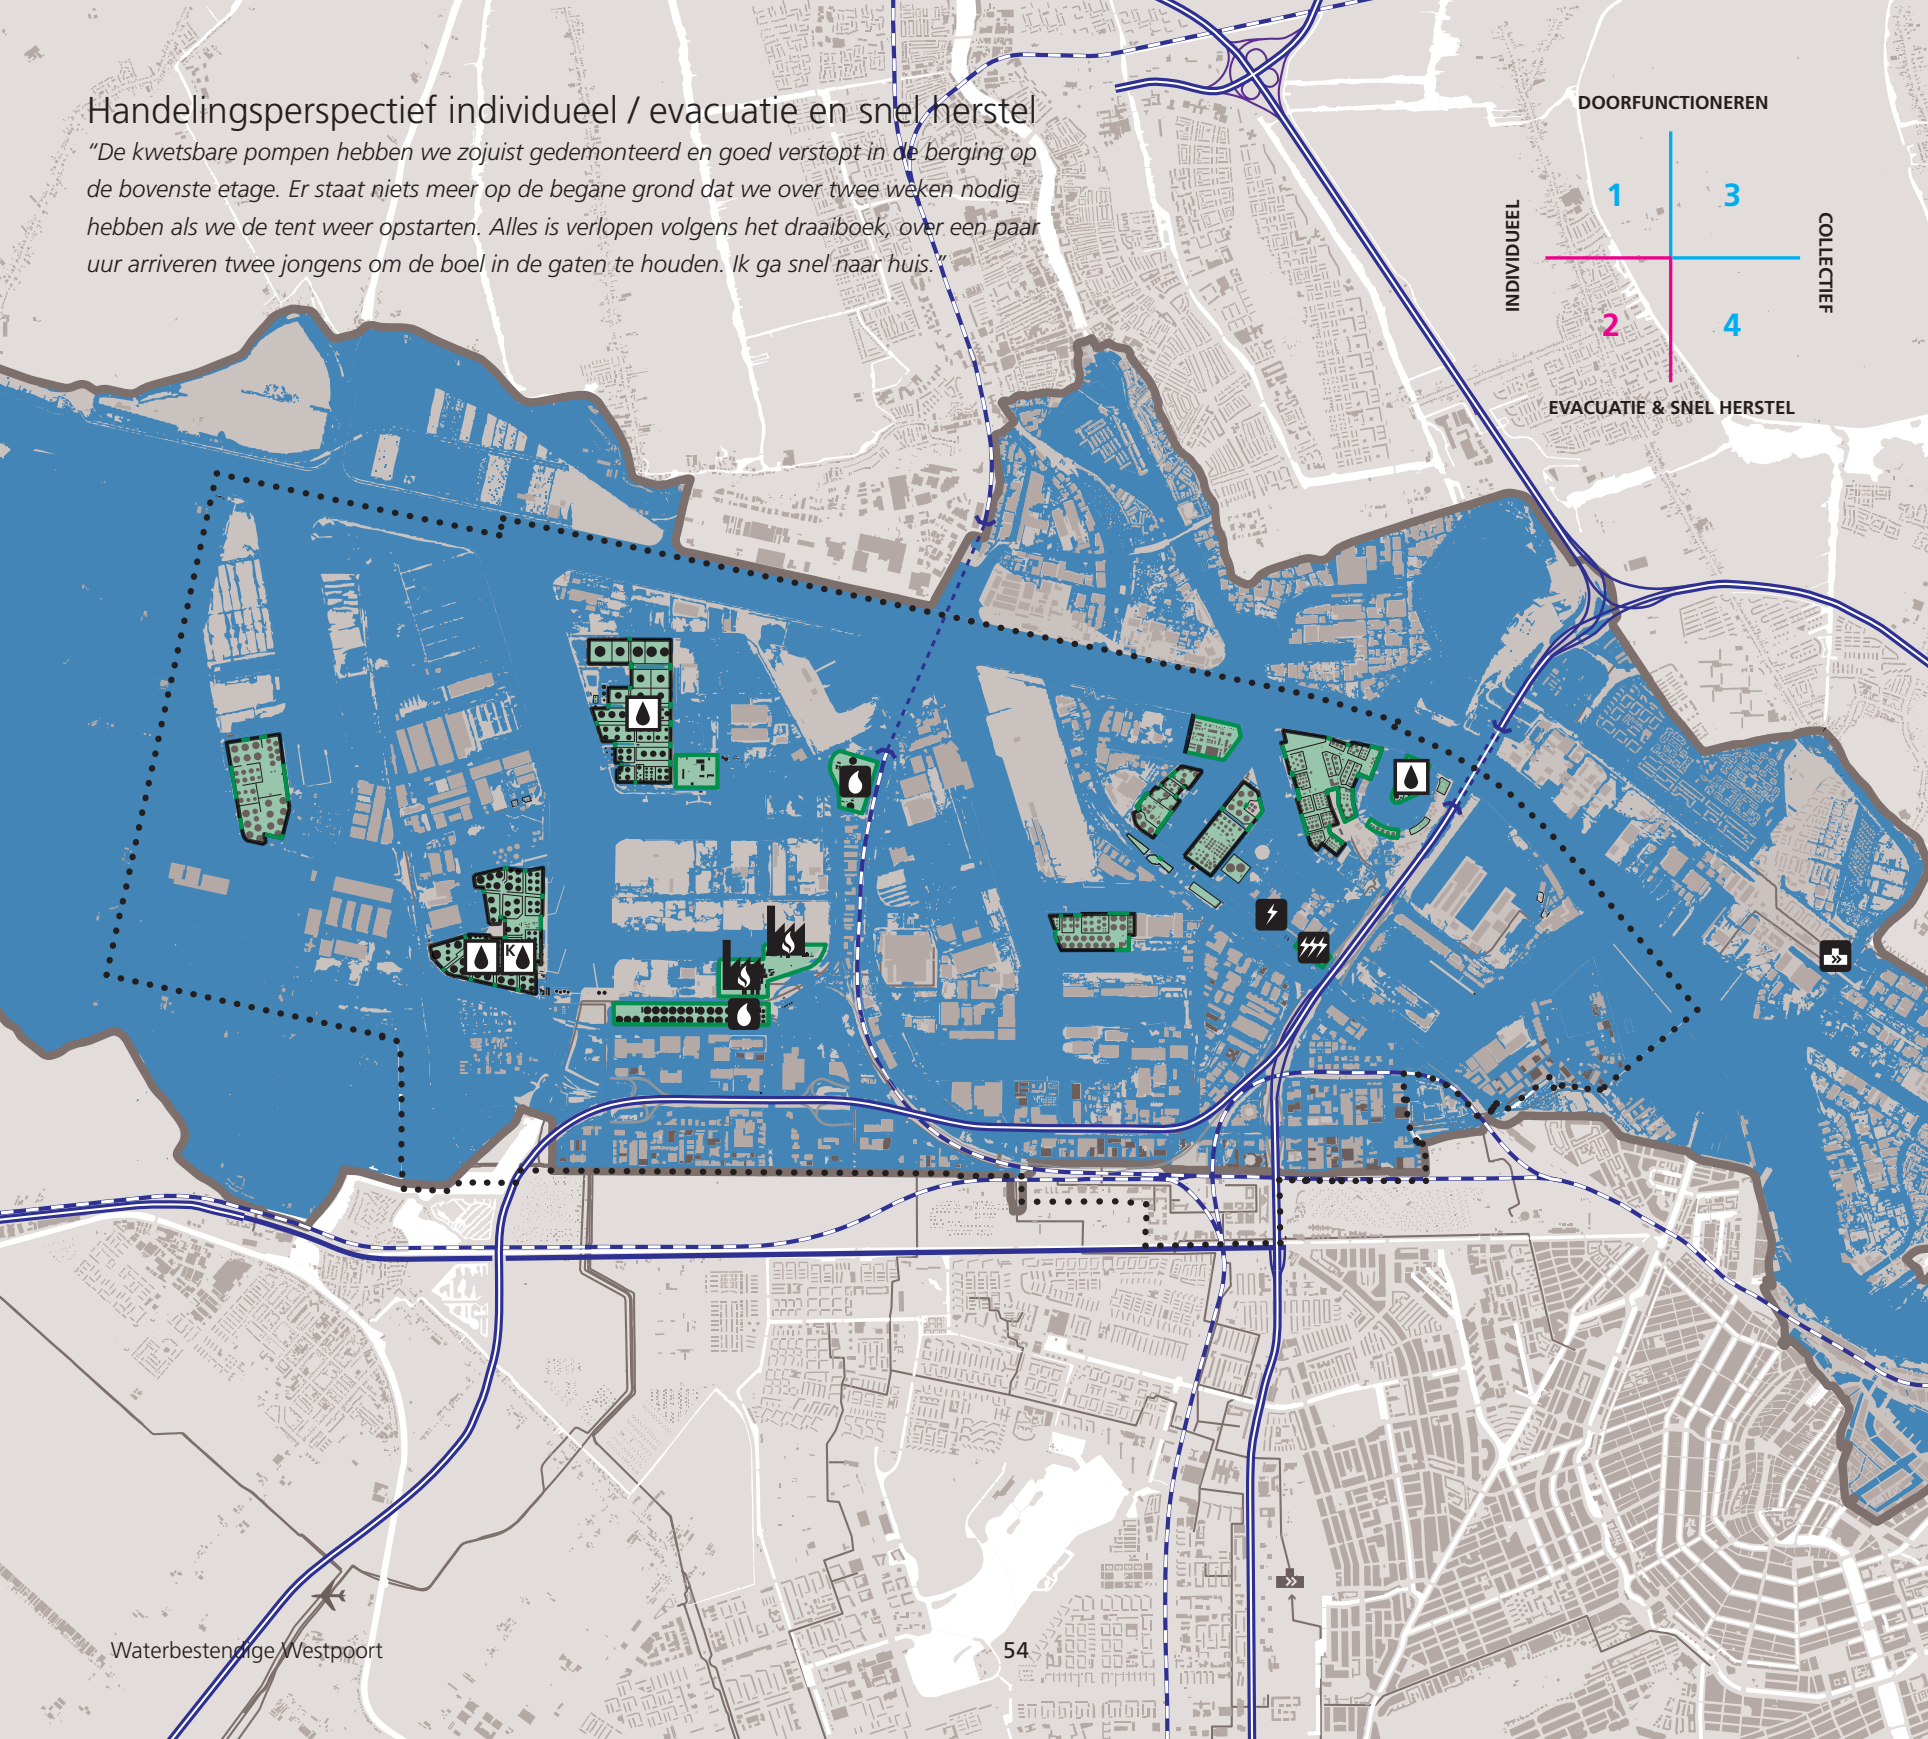 Handelingsperspectief individueel / evacuatie en snel herstel
“De kwetsbare pompen hebben we zojuist gedemonteerd en goed verstopt in de berging op
de bovenste etage. Er staat niets meer op de begane grond dat we over twee weken nodig
hebben als we de tent weer opstarten. Alles is verlopen volgens het draaiboek, over een paar
uur arriveren twee jongens om de boel in de gaten te houden. Ik ga snel naar huis.”
DOORFUNCTIONEREN
1
3
INDIVIDUEEL
COLLECTIEF
2
4
EVACUATIE & SNEL HERSTEL
K
Waterbestendige Westpoort
54